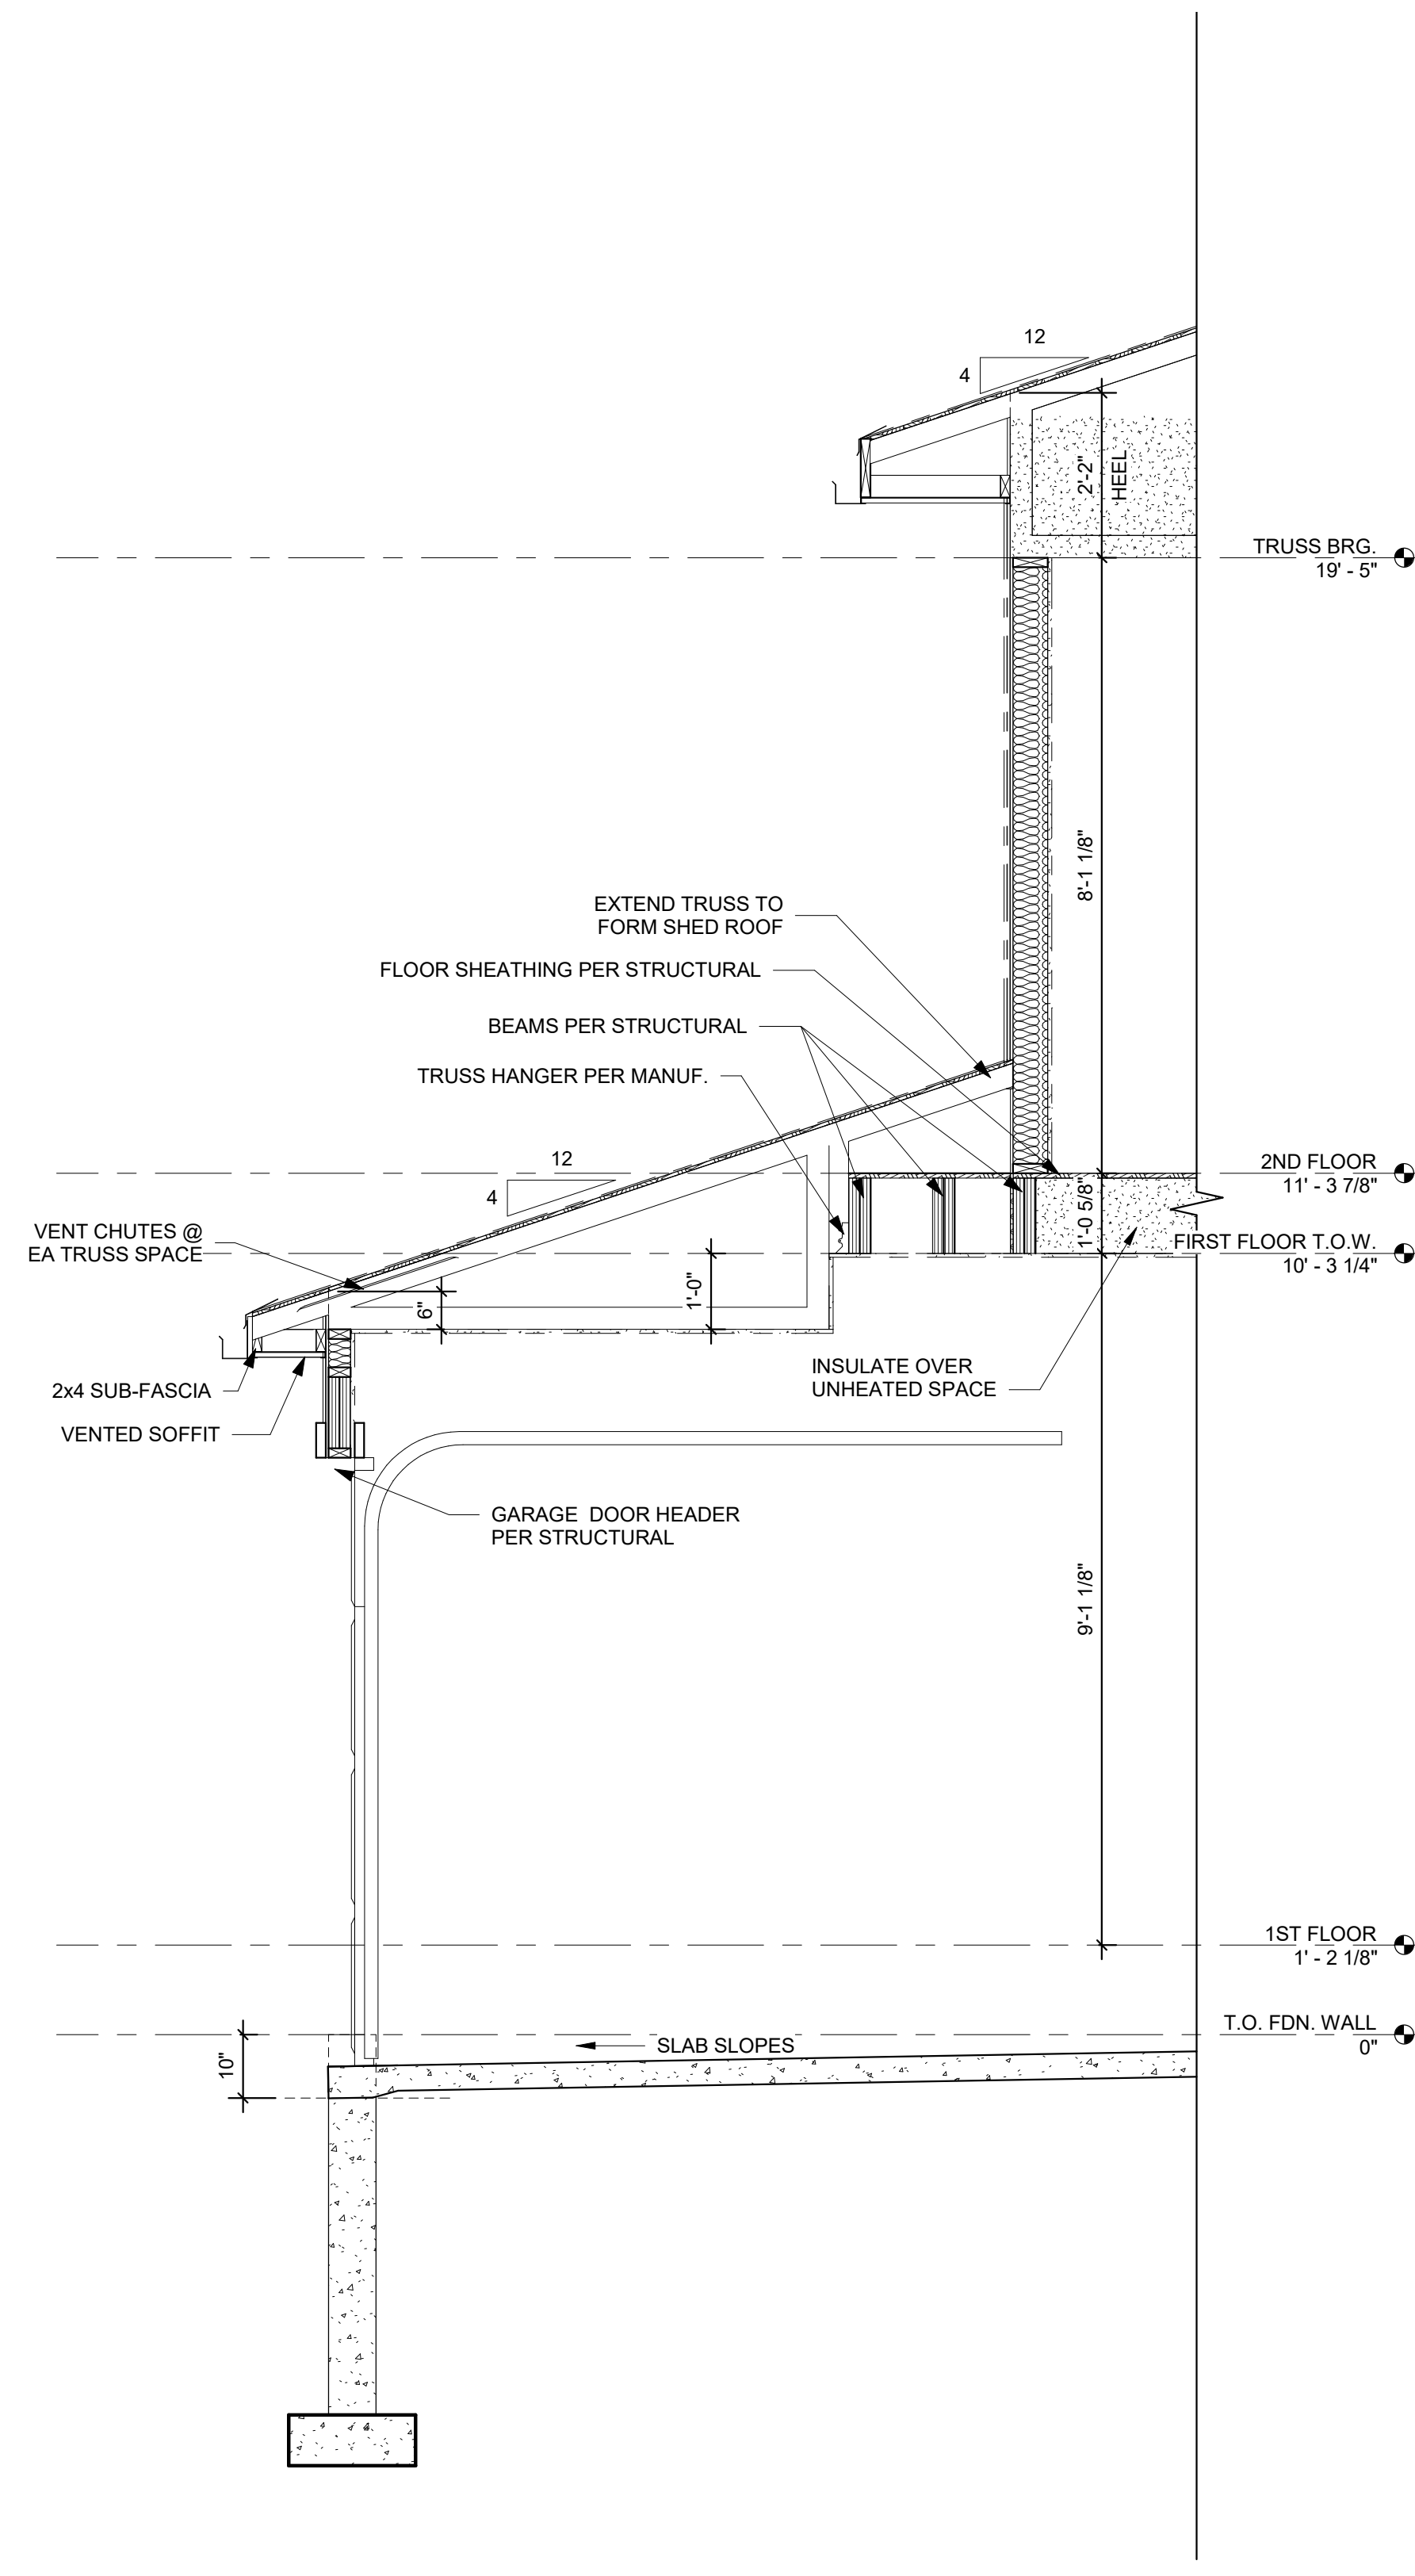 12
4
2'-2"
HEEL
TRUSS BRG.
19' - 5"
8'-1 1/8"
EXTEND TRUSS TO
FORM SHED ROOF
FLOOR SHEATHING PER STRUCTURAL
BEAMS PER STRUCTURAL
TRUSS HANGER PER MANUF.
12
4
2ND FLOOR
11' - 3 7/8"
1'-0 5/8"
VENT CHUTES @
EA TRUSS SPACE
FIRST FLOOR T.O.W.
10' - 3 1/4"
6"
1'-0"
INSULATE OVER
UNHEATED SPACE
2x4 SUB-FASCIA
VENTED SOFFIT
GARAGE  DOOR HEADER
PER STRUCTURAL
9'-1 1/8"
1ST FLOOR
1' - 2 1/8"
T.O. FDN. WALL
0"
SLAB SLOPES
10"